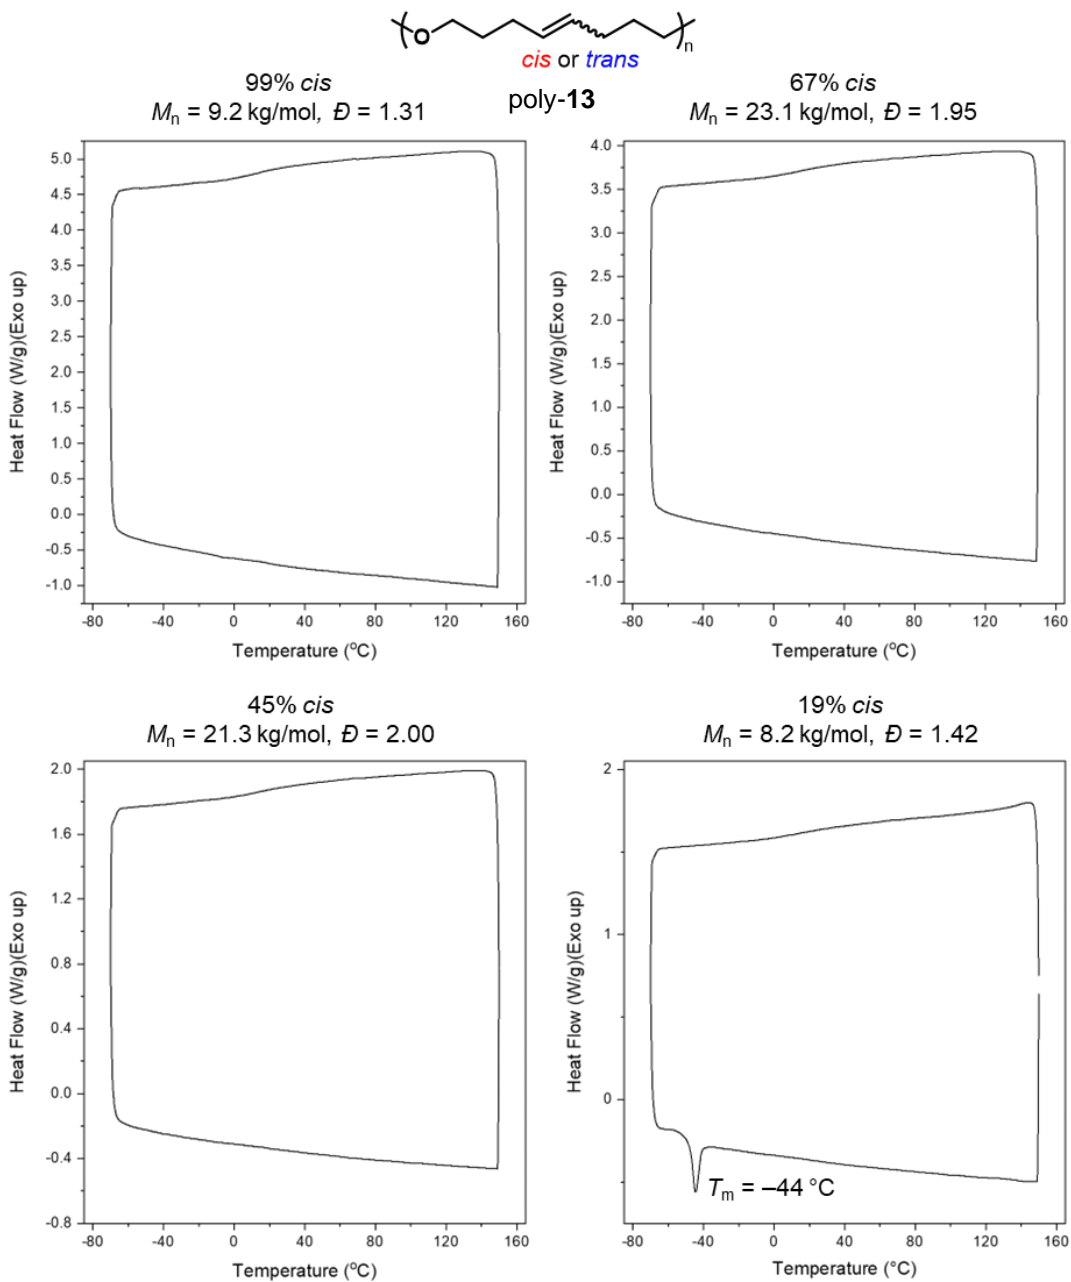 O
n
cis or trans
poly-13
99% cis
Mn = 9.2 kg/mol, Đ = 1.31
5.0
4.5
4.0
3.5
3.0
2.5
2.0
1.5
1.0
0.5
0.0
-0.5
-1.0
Heat Flow (W/g)(Exo up)
-80 -40 0 40 80 120 160
Temperature (oC)
67% cis
Mn = 23.1 kg/mol, Đ = 1.95
4.0
3.5
3.0
2.5
2.0
1.5
1.0
0.5
0.0
-0.5
-1.0
Heat Flow (W/g)(Exo up)
-80 -40 0 40 80 120 160
Temperature (oC)
45% cis
Mn = 21.3 kg/mol, Đ = 2.00
2.0
1.6
1.2
0.8
0.4
0.0
-0.4
-0.8
Heat Flow (W/g)(Exo up)
-80 -40 0 40 80 120 160
Temperature (oC)
19% cis
Mn = 8.2 kg/mol, Đ = 1.42
2
1
0
Heat Flow (W/g)(Exo up)
Tm = –44 °C
-80 -40 0 40 80 120 160
Temperature (°C)